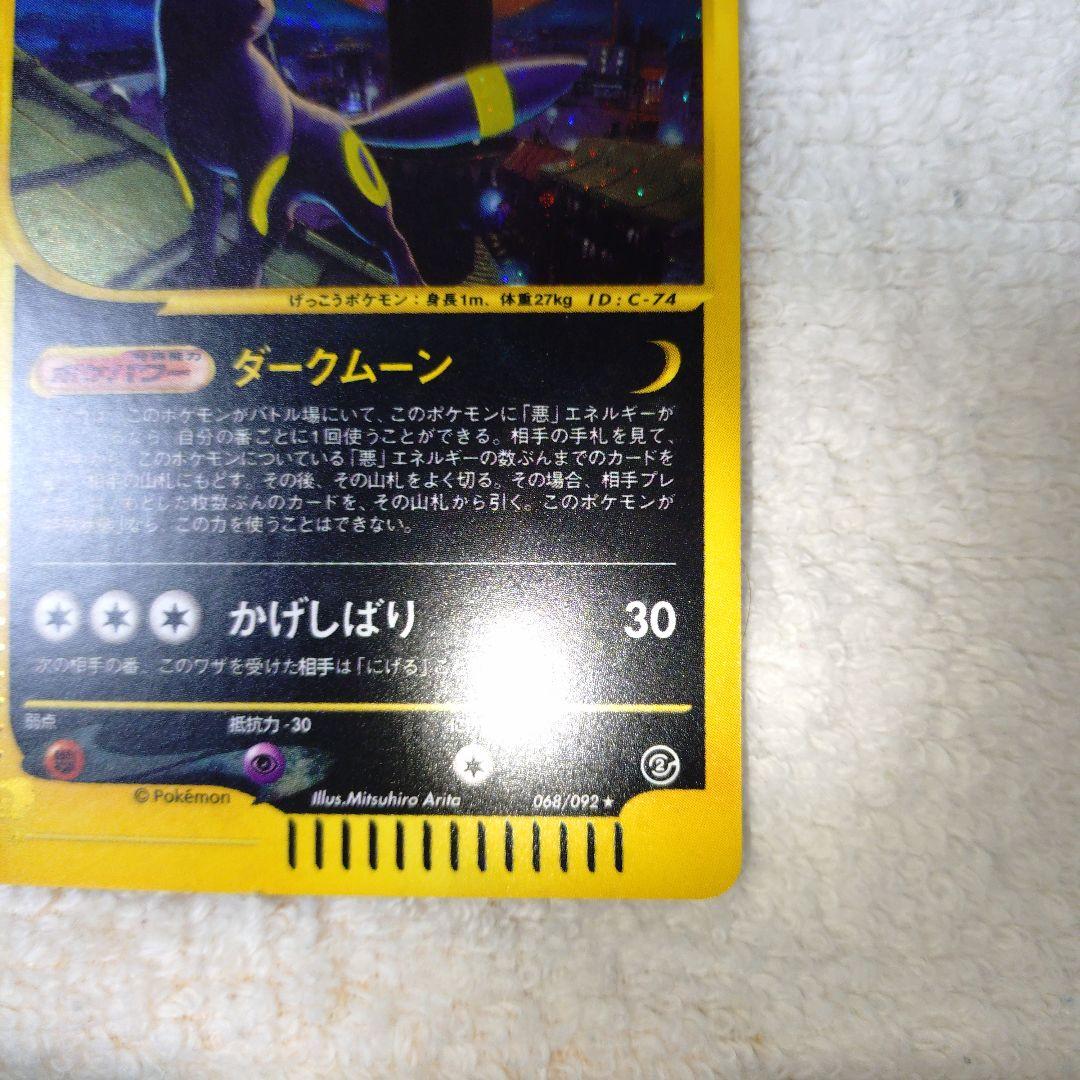 げっこうポケモン：身長1m、体重27kg ID：C-74
特殊能力
ポケパワー
ダークムーン
このポケモンがバトル場にいて、このポケモンに「悪」エネルギーが
るなら、自分の番ごとに1回使うことができる。相手の手札を見て、
このポケモンについている「悪」エネルギーの数ぶんまでのカードを
相手の山札にもどす。その後、その山札をよく切る。その場合、相手プレ
もどした枚数ぶんのカードを、その山札から引く。このポケモンが
なら、この力を使うことはできない。
かげしばり 30
次の相手の番、このワザを受けた相手は「にげる」
弱点 抵抗力 -30
2
©Pokémon Illus.Mitsuhiro Arita 068/092★